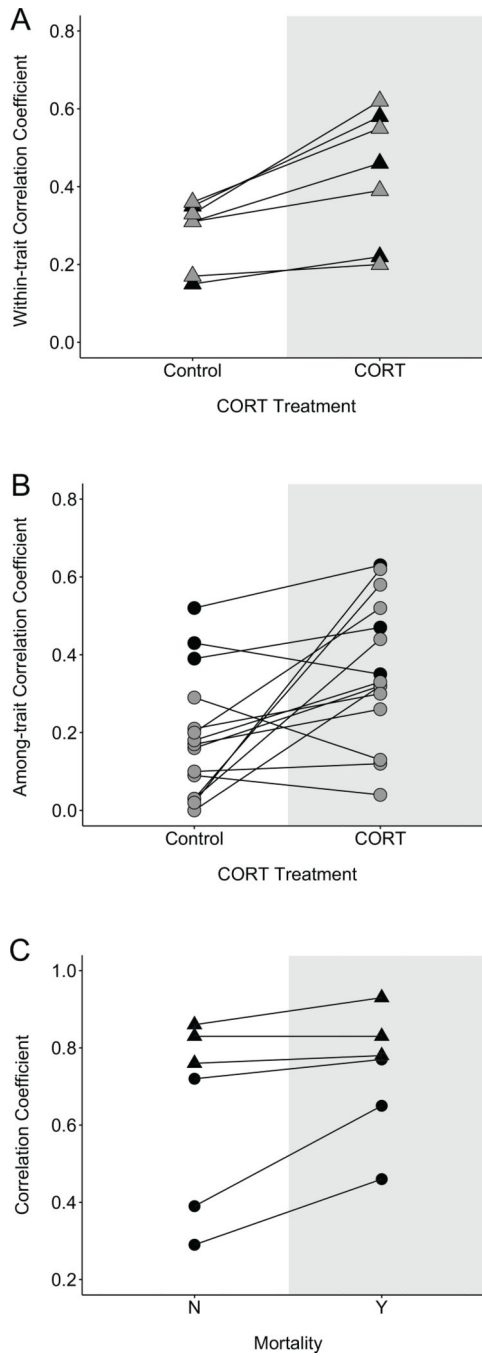 A
Within-trait Correlation Coefficient
0.8
0.6
0.4
0.2
0.0
Control CORT
CORT Treatment
B
Among-trait Correlation Coefficient
0.8
0.6
0.4
0.2
0.0
Control CORT
CORT Treatment
C
Correlation Coefficient
1.0
0.8
0.6
0.4
0.2
N Y
Mortality